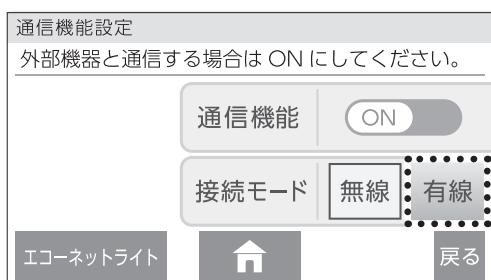 通信機能設定
外部機器と通信する場合は ON にしてください。
通信機能 ON
接続モード 無線 有線
エコーネットライト 戻る